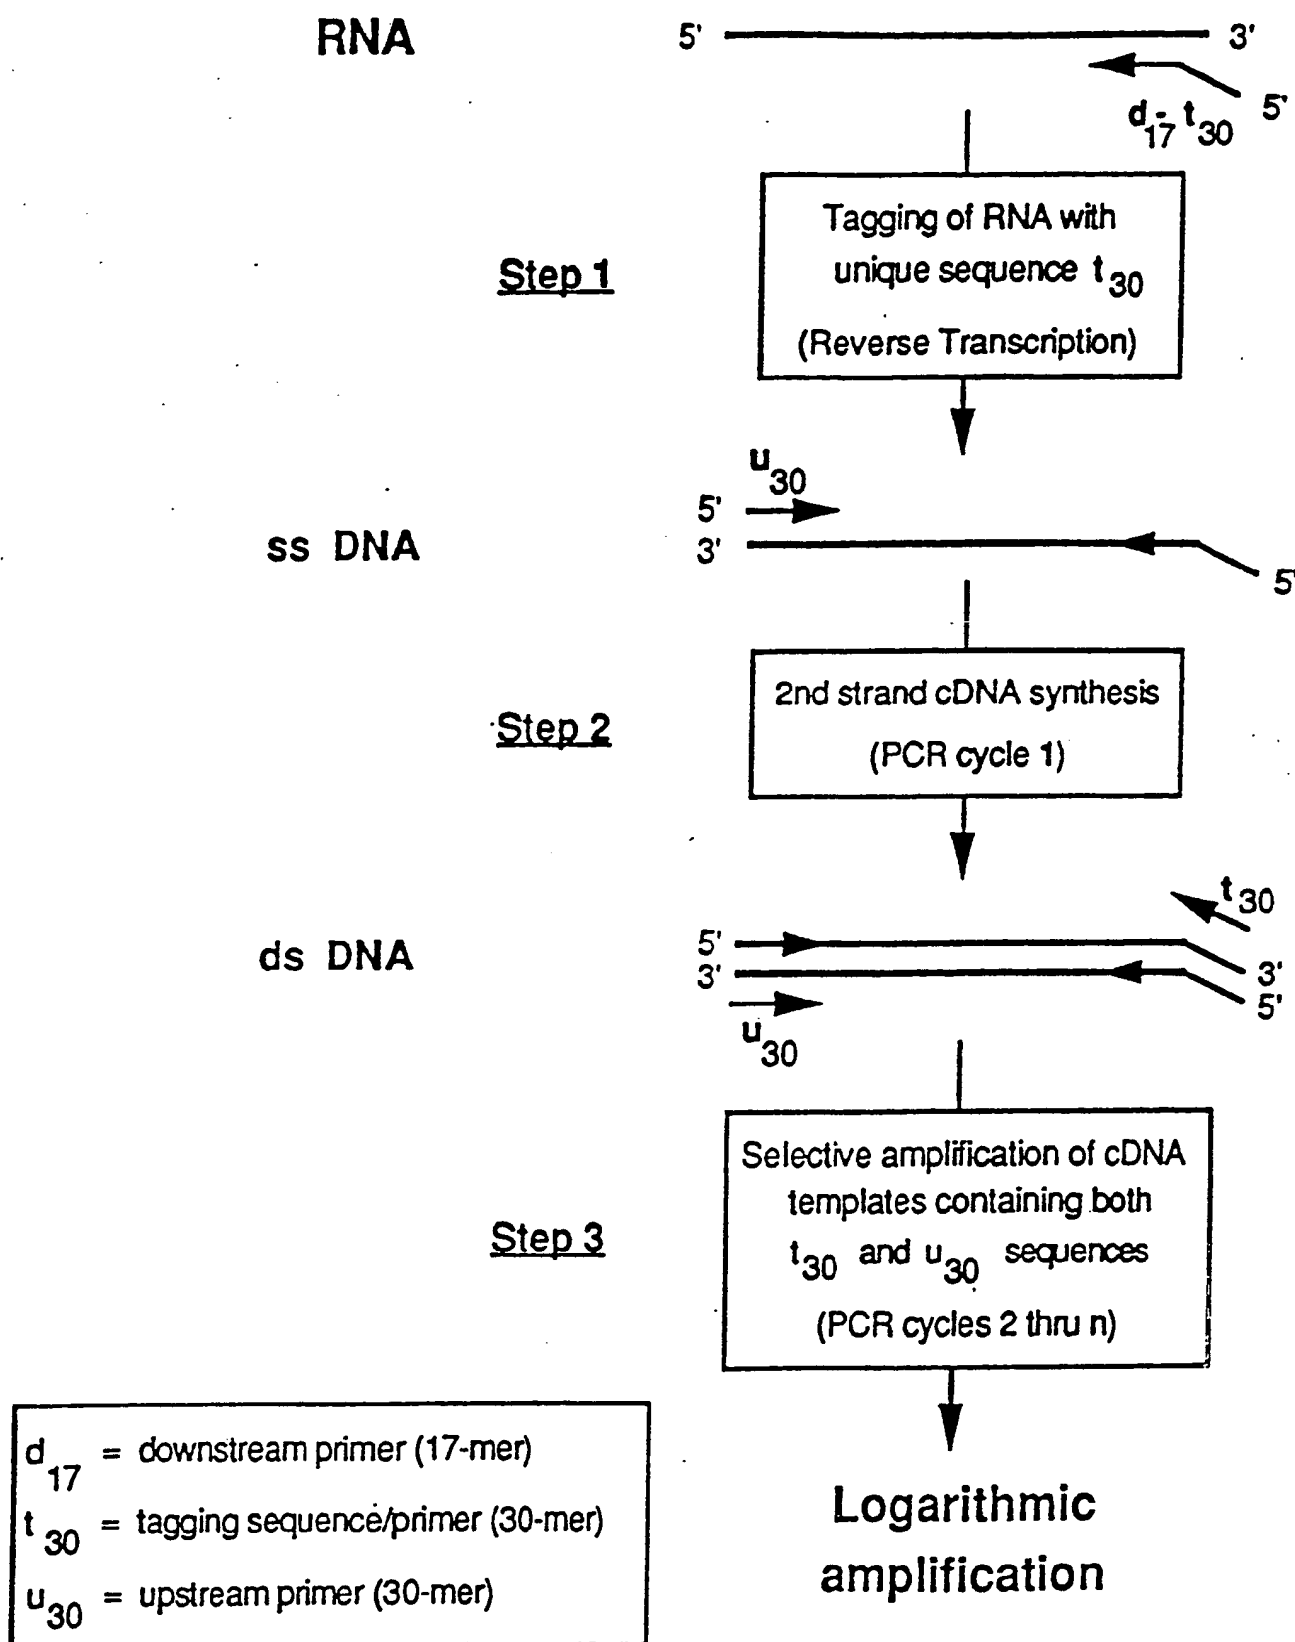 RNA
5' 3'
d17- t30 5'
Step 1
Tagging of RNA with
unique sequence t30
(Reverse Transcription)
u30
5'
ss DNA
3'
5'
Step 2
2nd strand cDNA synthesis
(PCR cycle 1)
t30
ds DNA
5' 3'
3' 5'
u30
Step 3
Selective amplification of cDNA
templates containing both
t30 and u30 sequences
(PCR cycles 2 thru n)
Logarithmic
amplification
d17 = downstream primer (17-mer)
t30 = tagging sequence/primer (30-mer)
u30 = upstream primer (30-mer)